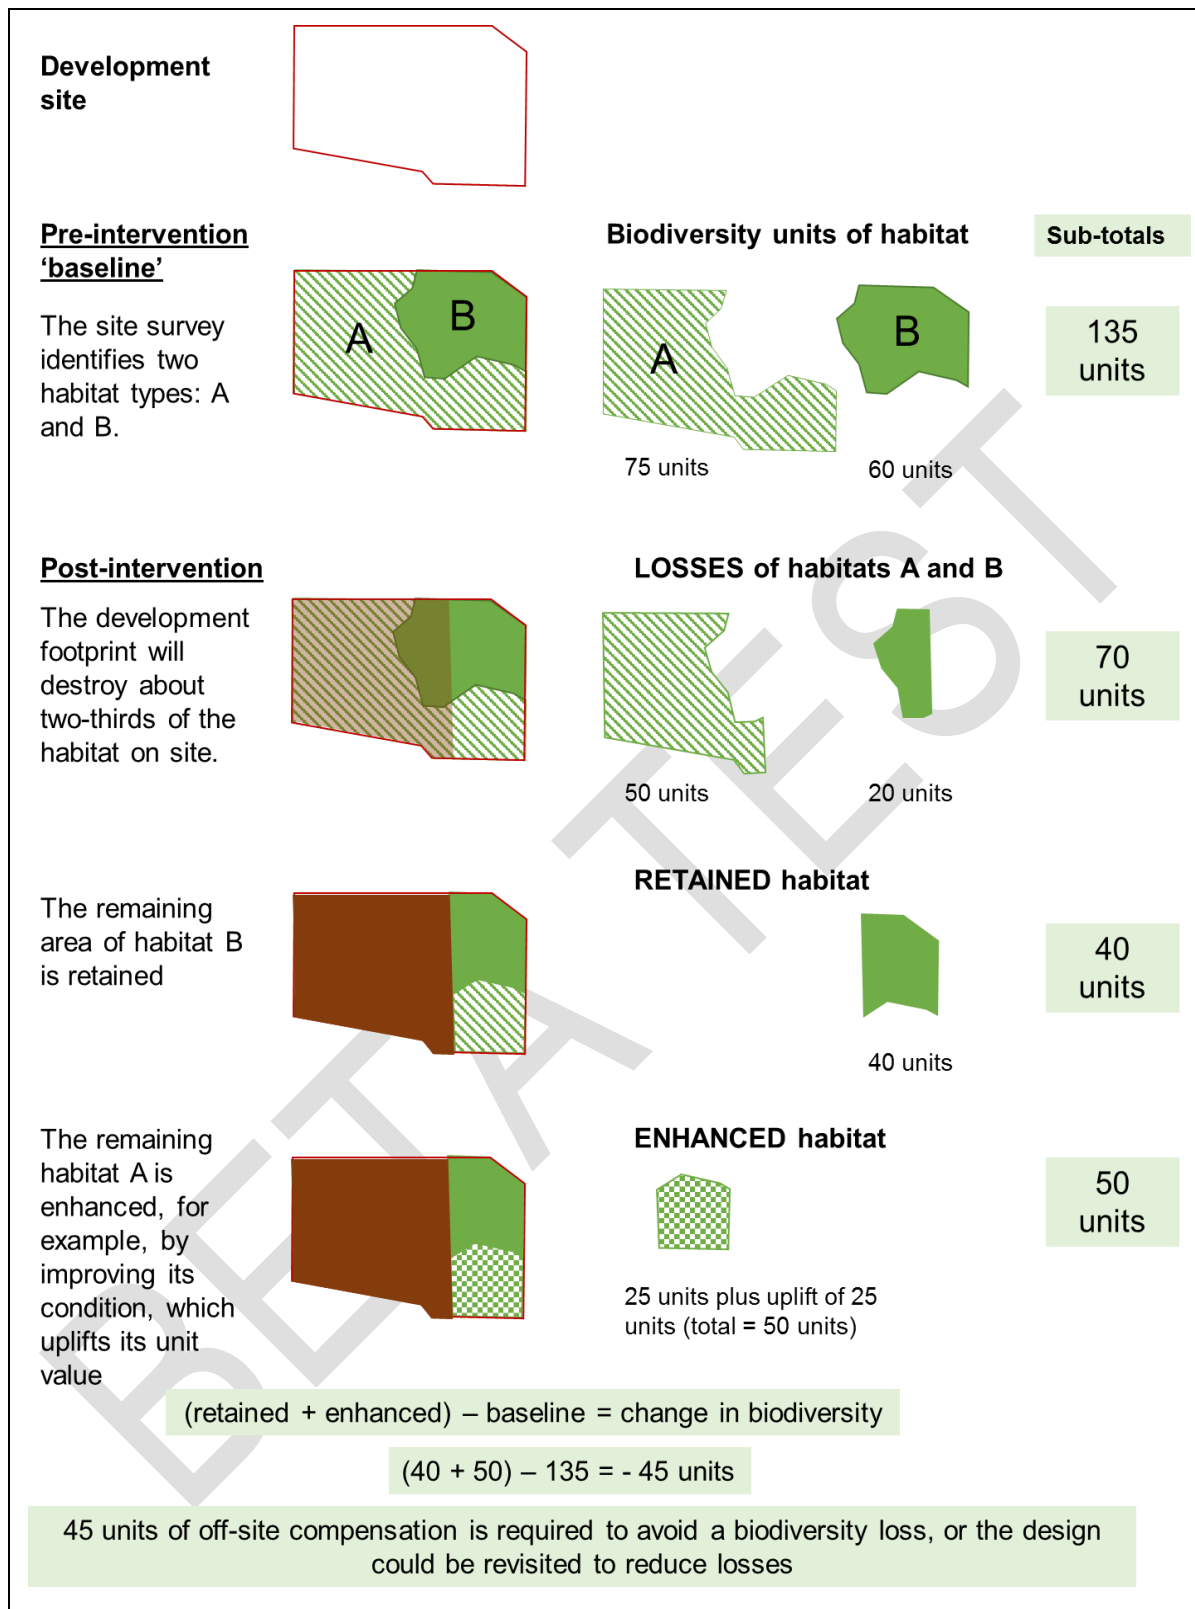 Development
site
Pre-intervention
‘baseline’
Biodiversity units of habitat
Sub-totals
The site survey
identifies two
habitat types: A
and B.
A
B
A
B
135
units
75 units
60 units
Post-intervention
LOSSES of habitats A and B
The development
footprint will
destroy about
two-thirds of the
habitat on site.
70
units
50 units
20 units
RETAINED habitat
The remaining
area of habitat B
is retained
40
units
40 units
ENHANCED habitat
The remaining
habitat A is
enhanced, for
example, by
improving its
condition, which
uplifts its unit
value
50
units
25 units plus uplift of 25
units (total = 50 units)
(retained + enhanced) – baseline = change in biodiversity
(40 + 50) – 135 = - 45 units
45 units of off-site compensation is required to avoid a biodiversity loss, or the design
could be revisited to reduce losses
BETA TEST